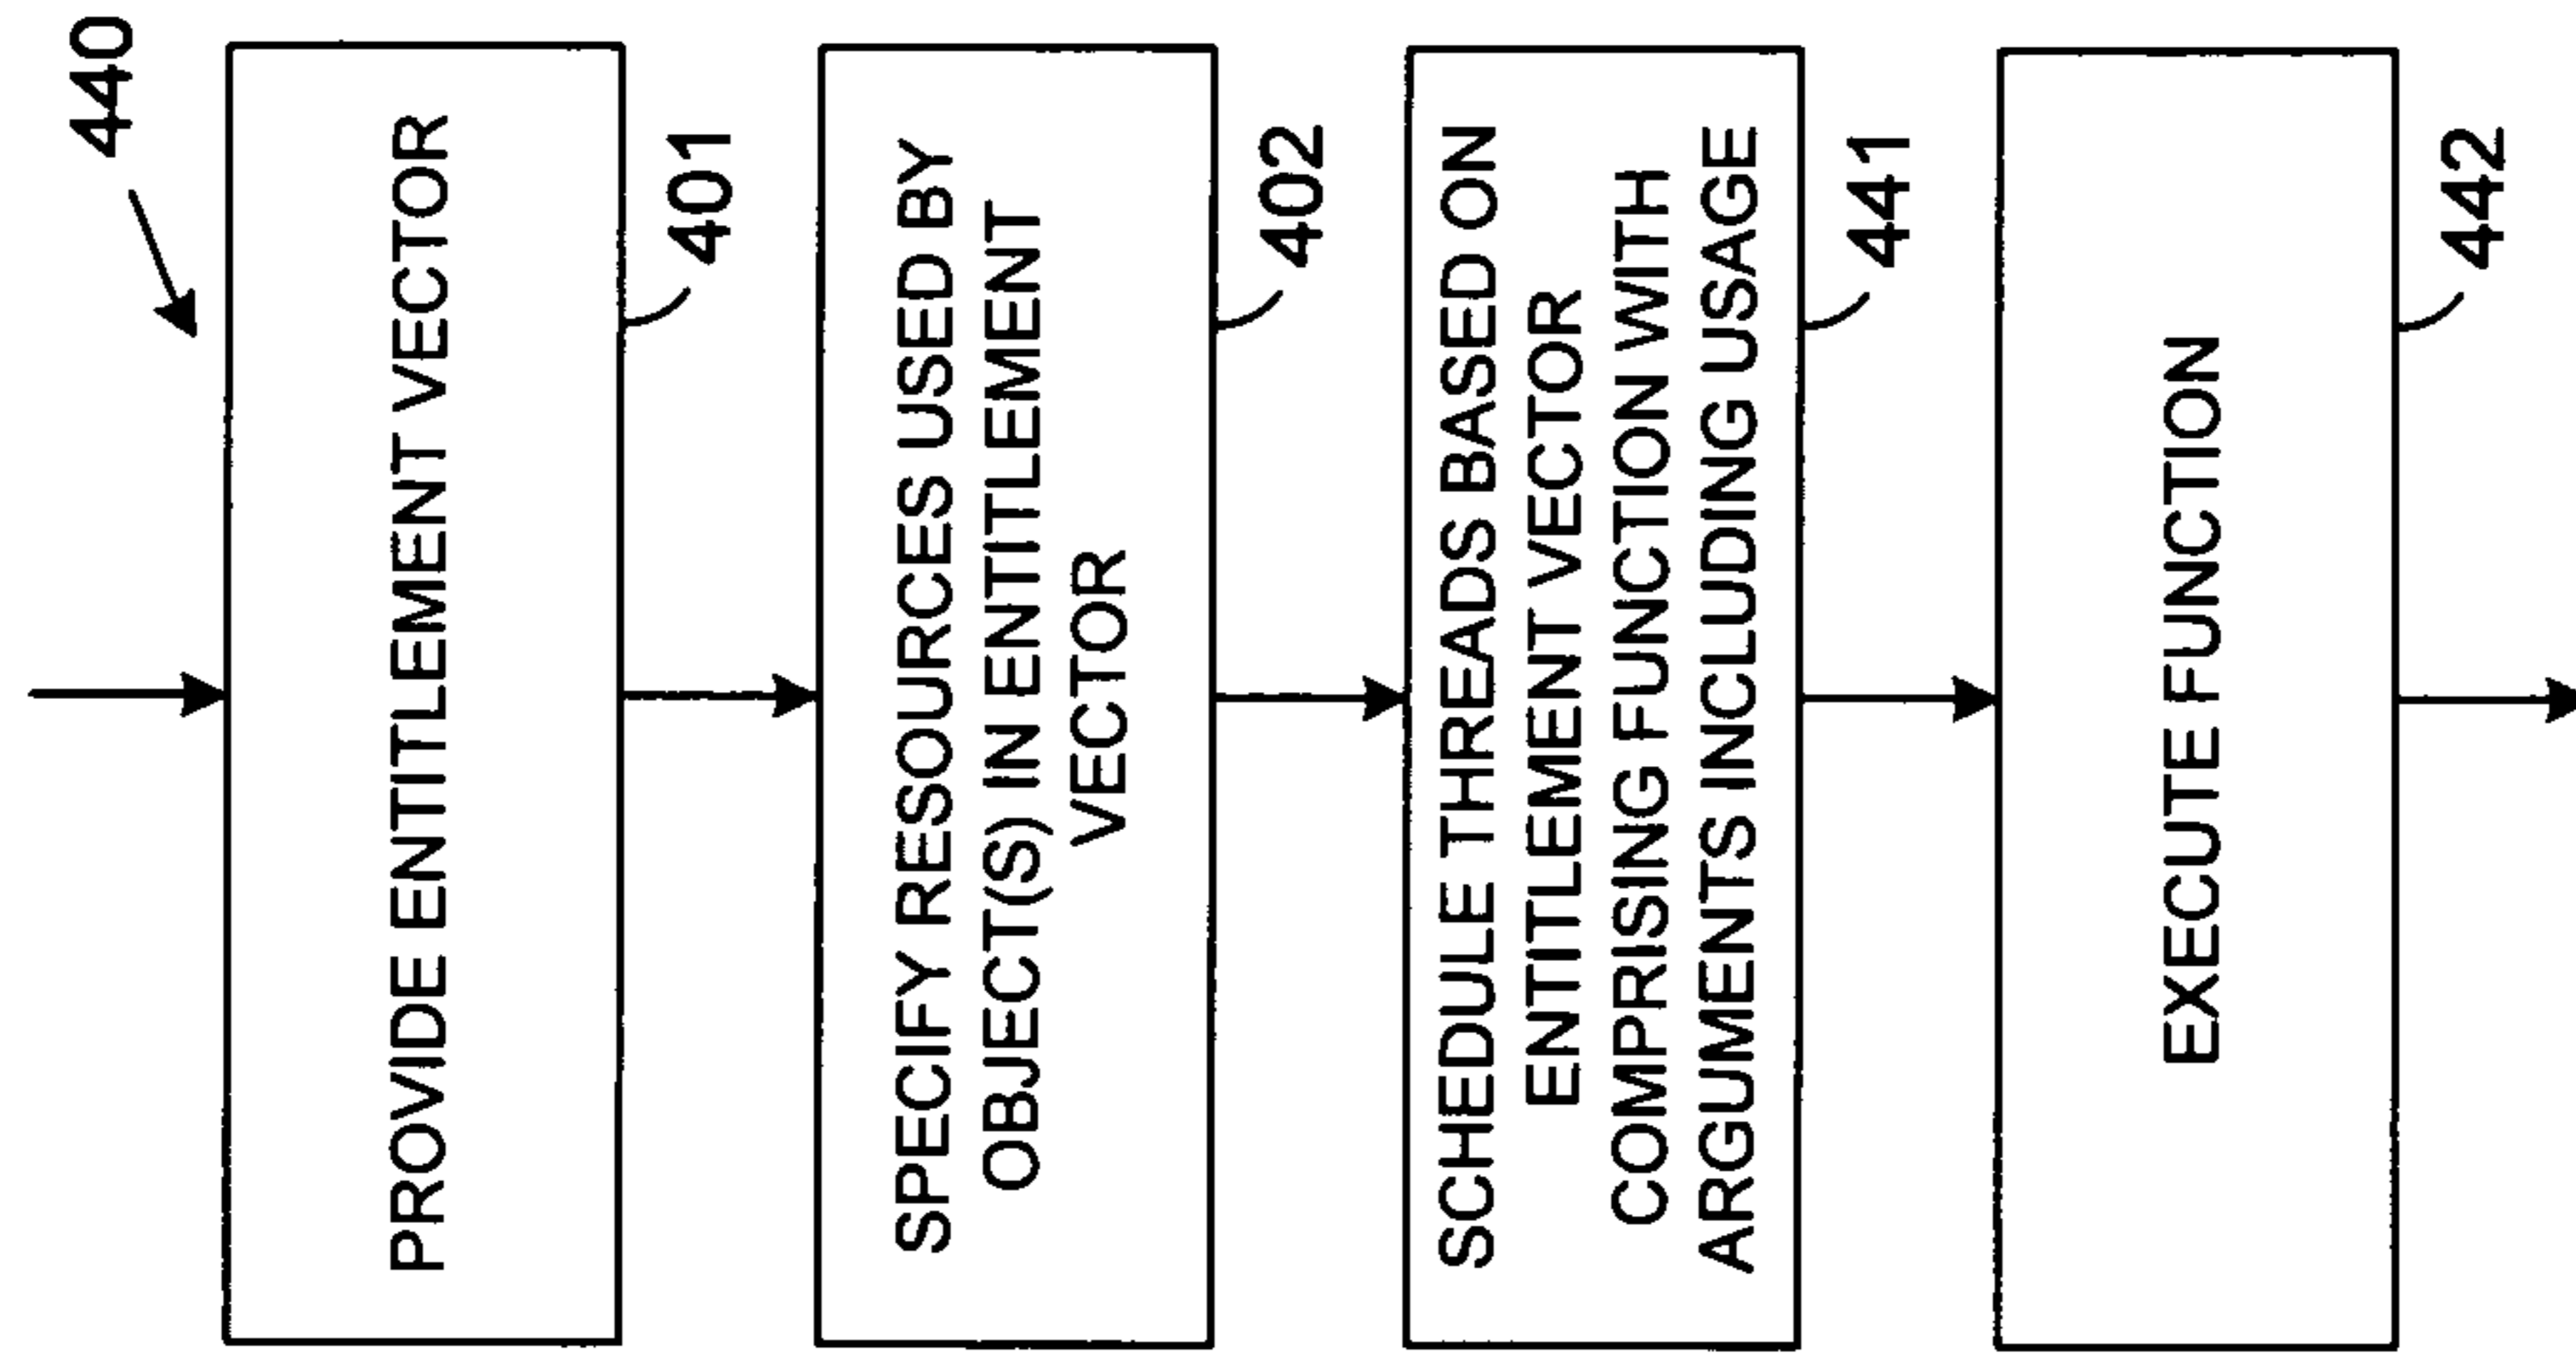 440
PROVIDE ENTITLEMENT VECTOR
401
SPECIFY RESOURCES USED BY
OBJECT(S) IN ENTITLEMENT
VECTOR
402
SCHEDULE THREADS BASED ON
ENTITLEMENT VECTOR
COMPRISING FUNCTION WITH
ARGUMENTS INCLUDING USAGE
441
EXECUTE FUNCTION
442